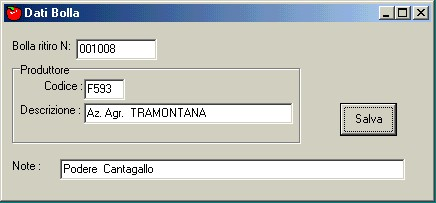 Dati Bolla
Bolla ritiro N: 001008
Produttore
Codice : F593
Descrizione : Az. Agr. TRAMONTANA
Salva
Note : Podere Cantagallo